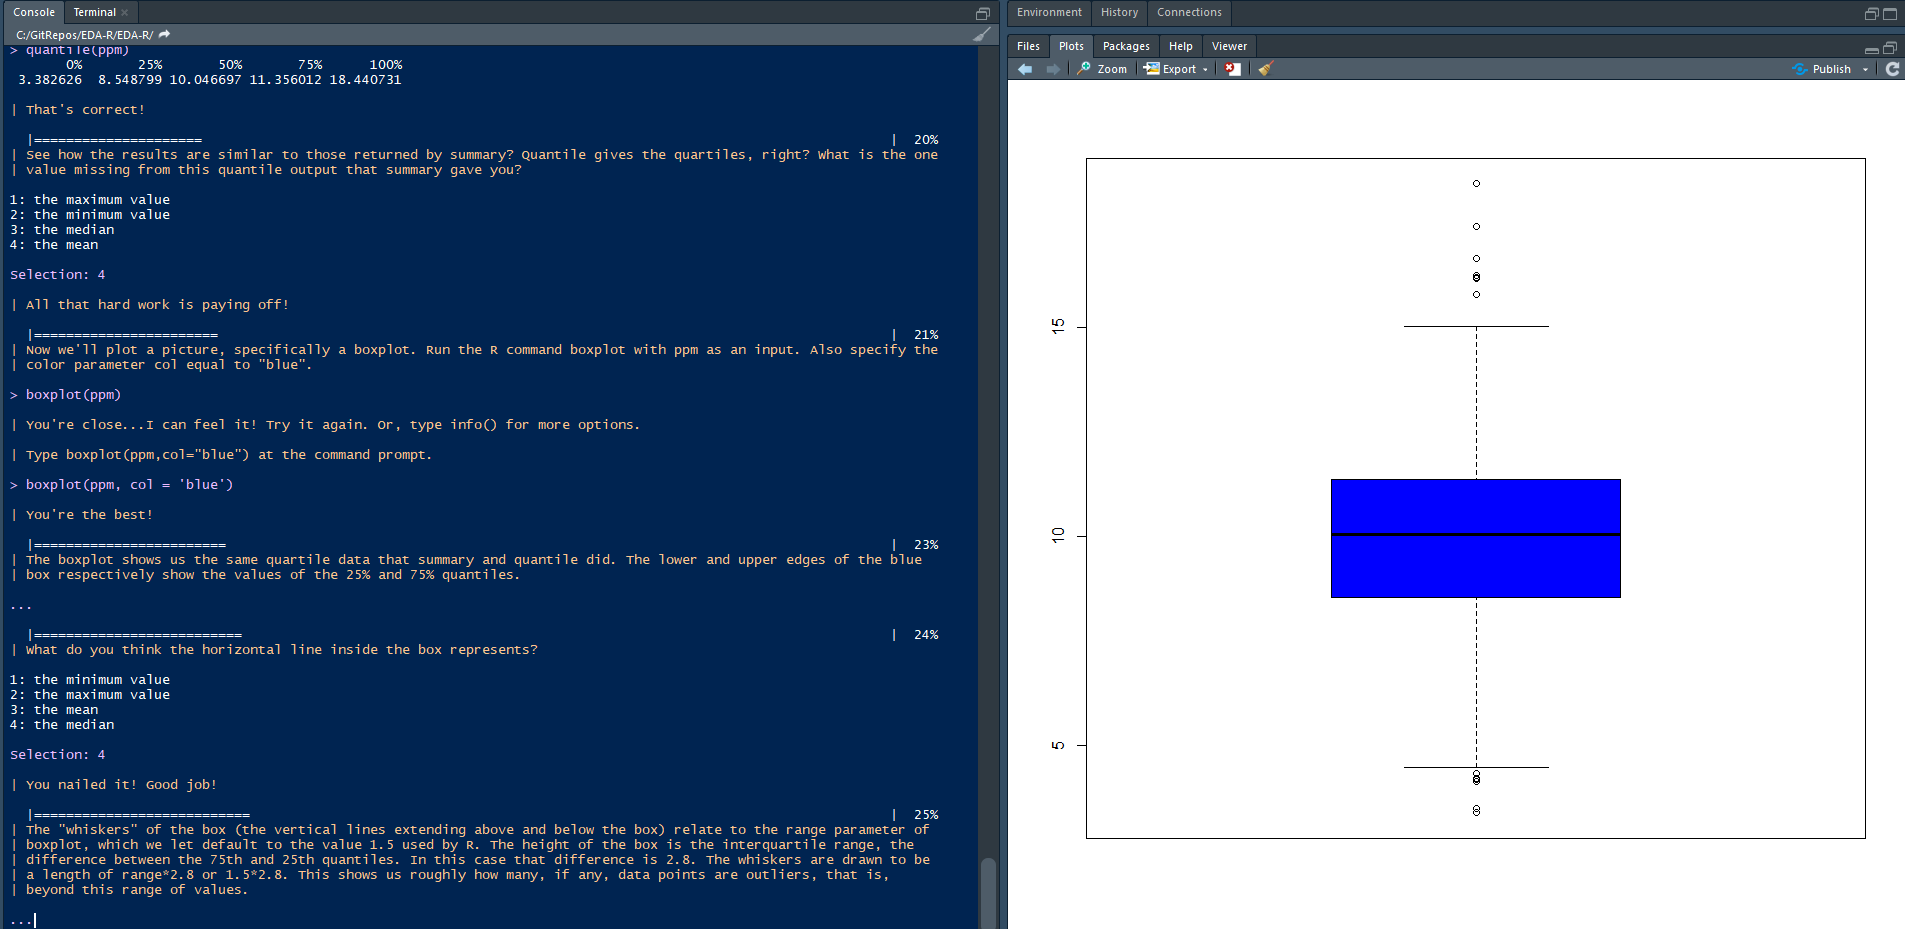 Console
Terminal
C:/GitRepos/EDA-R/EDA-R/
> quantile(ppm)
0% 25% 50% 75% 100%
3.382626 8.548799 10.046697 11.356012 18.440731
| That's correct!
|===================== | 20%
| See how the results are similar to those returned by summary? Quantile gives the quartiles, right? What is the one
| value missing from this quantile output that summary gave you?
1: the maximum value
2: the minimum value
3: the median
4: the mean
Selection: 4
| All that hard work is paying off!
|======================= | 21%
| Now we'll plot a picture, specifically a boxplot. Run the R command boxplot with ppm as an input. Also specify the
| color parameter col equal to "blue".
> boxplot(ppm)
| You're close...I can feel it! Try it again. Or, type info() for more options.
| Type boxplot(ppm,col="blue") at the command prompt.
> boxplot(ppm, col = 'blue')
| You're the best!
|======================== | 23%
| The boxplot shows us the same quartile data that summary and quantile did. The lower and upper edges of the blue
| box respectively show the values of the 25% and 75% quantiles.
...
|========================== | 24%
| What do you think the horizontal line inside the box represents?
1: the minimum value
2: the maximum value
3: the mean
4: the median
Selection: 4
| You nailed it! Good job!
|=========================== | 25%
| The "whiskers" of the box (the vertical lines extending above and below the box) relate to the range parameter of
| boxplot, which we let default to the value 1.5 used by R. The height of the box is the interquartile range, the
| difference between the 75th and 25th quantiles. In this case that difference is 2.8. The whiskers are drawn to be
| a length of range*2.8 or 1.5*2.8. This shows us roughly how many, if any, data points are outliers, that is,
| beyond this range of values.
...
Environment History Connections
Files Plots Packages Help Viewer
Zoom Export Publish
15
10
5